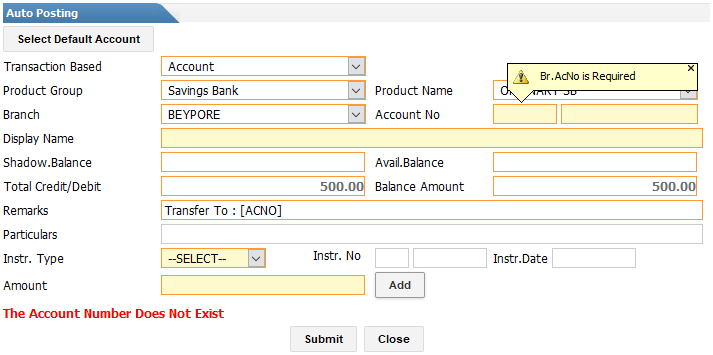 Auto Posting
Select Default Account
Transaction Based Account
Br.AcNo is Required
Product Group Savings Bank Product Name
Branch BEYPORE Account No
Display Name
Shadow.Balance Avail.Balance
Total Credit/Debit 500.00 Balance Amount 500.00
Remarks Transfer To : [ACNO]
Particulars
Instr. Type --SELECT-- Instr. No Instr.Date
Amount Add
The Account Number Does Not Exist
Submit Close